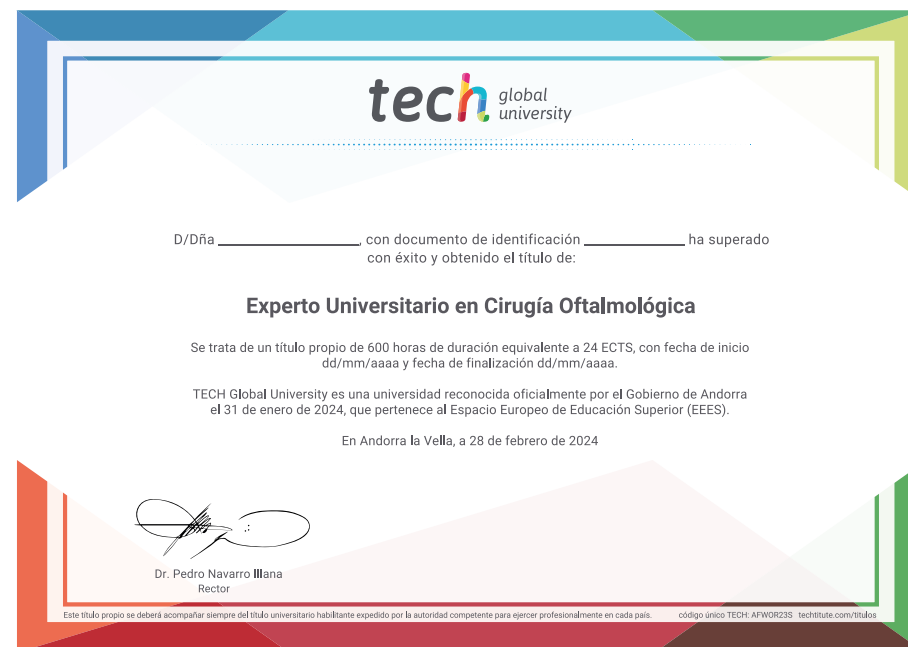 tech global university
D/Dña ____________, con documento de identificación ____________ ha superado
con éxito y obtenido el título de:
Experto Universitario en Cirugía Oftalmológica
Se trata de un título propio de 600 horas de duración equivalente a 24 ECTS, con fecha de inicio
dd/mm/aaaa y fecha de finalización dd/mm/aaaa.
TECH Global University es una universidad reconocida oficialmente por el Gobierno de Andorra
el 31 de enero de 2024, que pertenece al Espacio Europeo de Educación Superior (EEES).
En Andorra la Vella, a 28 de febrero de 2024
Dr. Pedro Navarro Illana
Rector
Este título propio se deberá acompañar siempre del título universitario habilitante expedido por la autoridad competente para ejercer profesionalmente en cada país. código único TECH: AFWOR23S techtitute.com/titulos